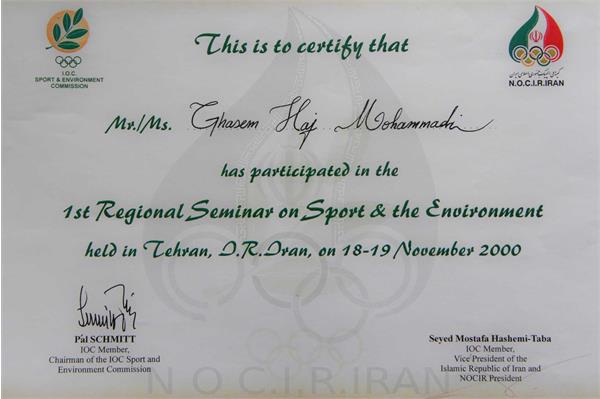 This is to certify that
I.O.C.
SPORT & ENVIRONMENT
COMMISSION
N.O.C.I.R.IRAN
Mr./Ms. Ghasem Haj Mohammadi
has participated in the
1st Regional Seminar on Sport & the Environment
held in Tehran, I.R.Iran, on 18-19 November 2000
Pál SCHMITT
IOC Member,
Chairman of the IOC Sport and
Environment Commission
Seyed Mostafa Hashemi-Taba
IOC Member,
Vice President of the
Islamic Republic of Iran and
NOCIR President
N.O.C.I.R.IRAN